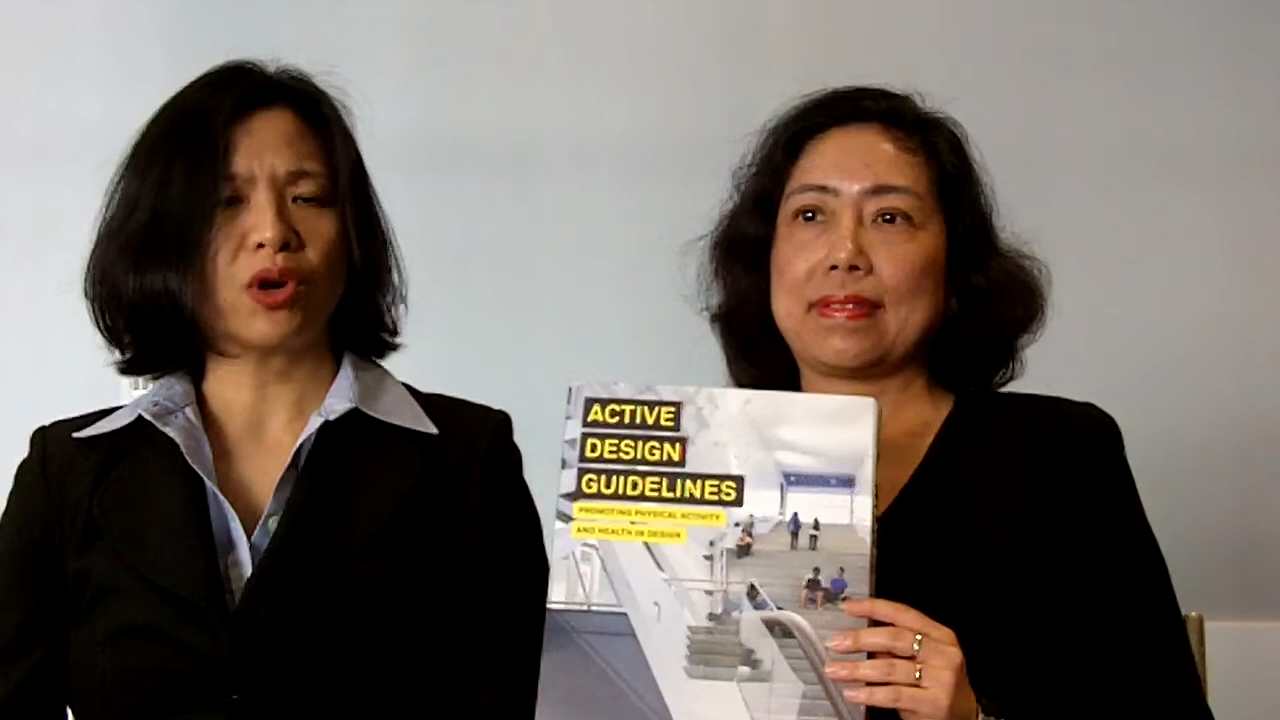 ACTIVE
DESIGN
GUIDELINES
PROMOTING PHYSICAL ACTIVITY
AND HEALTH IN DESIGN